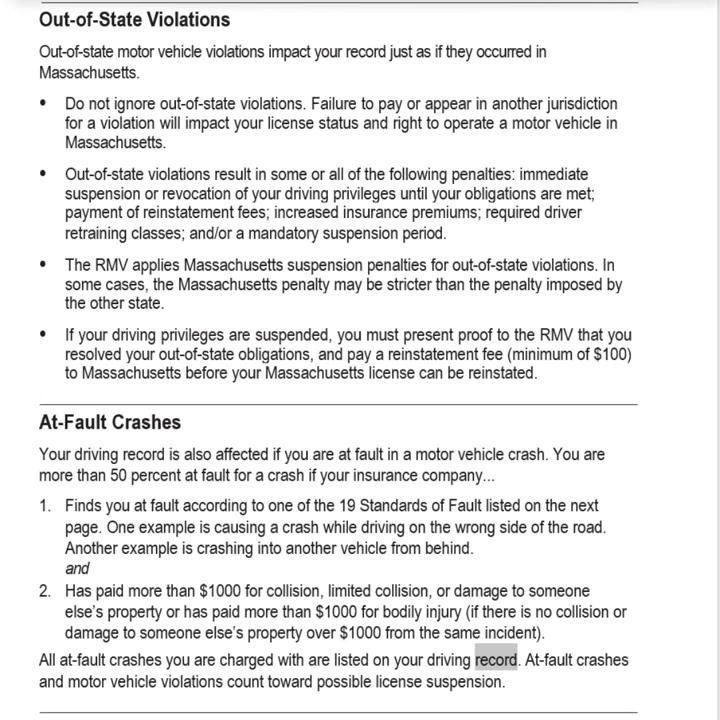 Out-of-State Violations
Out-of-state motor vehicle violations impact your record just as if they occurred in
Massachusetts.
• Do not ignore out-of-state violations. Failure to pay or appear in another jurisdiction
for a violation will impact your license status and right to operate a motor vehicle in
Massachusetts.
• Out-of-state violations result in some or all of the following penalties: immediate
suspension or revocation of your driving privileges until your obligations are met;
payment of reinstatement fees; increased insurance premiums; required driver
retraining classes; and/or a mandatory suspension period.
• The RMV applies Massachusetts suspension penalties for out-of-state violations. In
some cases, the Massachusetts penalty may be stricter than the penalty imposed by
the other state.
• If your driving privileges are suspended, you must present proof to the RMV that you
resolved your out-of-state obligations, and pay a reinstatement fee (minimum of $100)
to Massachusetts before your Massachusetts license can be reinstated.
At-Fault Crashes
Your driving record is also affected if you are at fault in a motor vehicle crash. You are
more than 50 percent at fault for a crash if your insurance company...
1. Finds you at fault according to one of the 19 Standards of Fault listed on the next
page. One example is causing a crash while driving on the wrong side of the road.
Another example is crashing into another vehicle from behind.
and
2. Has paid more than $1000 for collision, limited collision, or damage to someone
else's property or has paid more than $1000 for bodily injury (if there is no collision or
damage to someone else's property over $1000 from the same incident).
All at-fault crashes you are charged with are listed on your driving record. At-fault crashes
and motor vehicle violations count toward possible license suspension.